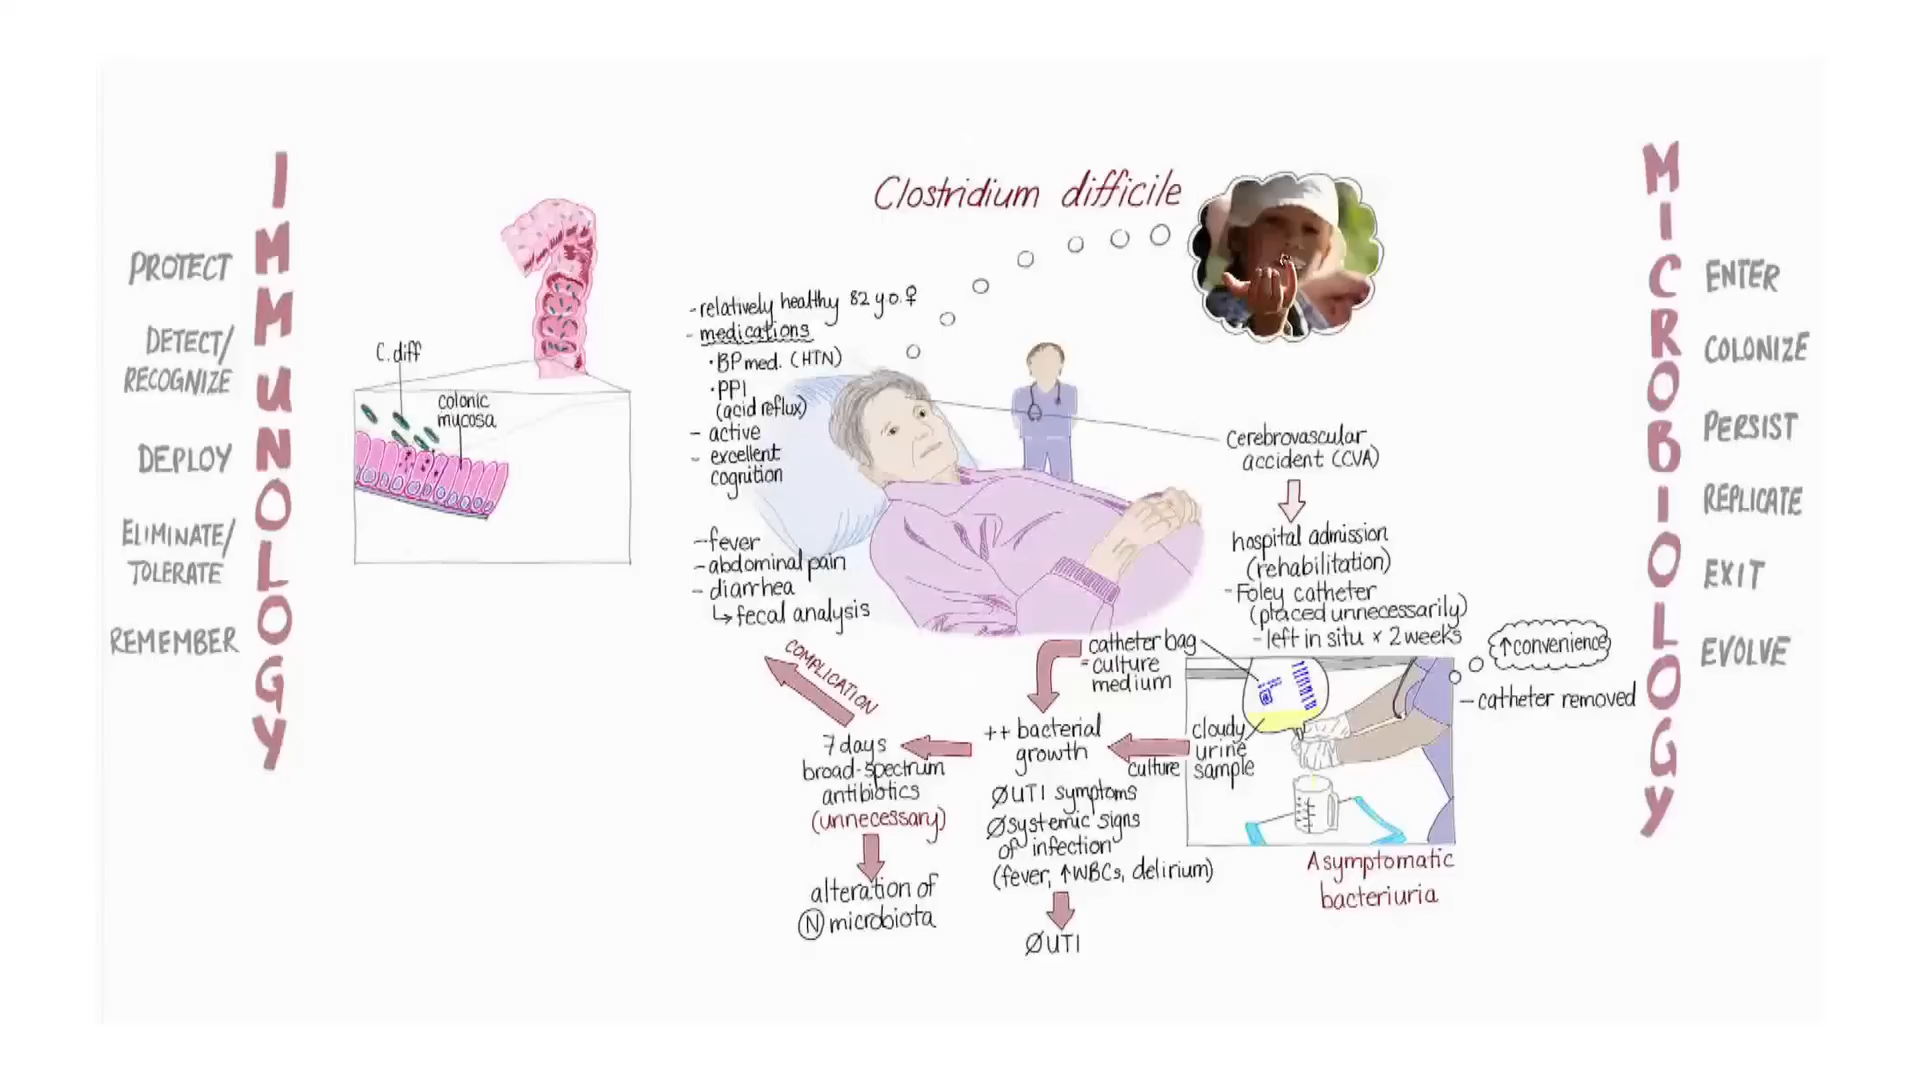 IMMUNOLOGY
PROTECT
DETECT/
RECOGNIZE
DEPLOY
ELIMINATE/
TOLERATE
REMEMBER
C. diff
colonic
mucosa
Clostridium difficile
-relatively healthy 82 y.o. ♀
- medications
·BP med. (HTN)
·PPI
(acid reflux)
- active
- excellent
cognition
-fever
-abdominal pain
- diarrhea
↳ fecal analysis
Cerebrovascular
accident (CVA)
hospital admission
(rehabilitation)
-Foley catheter
(placed unnecessarily)
-left in situ × 2 weeks
↑convenience
-catheter removed
catheter bag
= culture
medium
cloudy
urine
sample
culture
Asymptomatic
bacteriuria
++ bacterial
growth
ØUTI symptoms
Øsystemic signs
of infection
(fever, ↑WBCs, delirium)
ØUTI
COMPLICATION
7 days
broad-spectrum
antibiotics
(unnecessary)
alteration of
Ⓝ microbiota
MICROBIOLOGY
ENTER
COLONIZE
PERSIST
REPLICATE
EXIT
EVOLVE